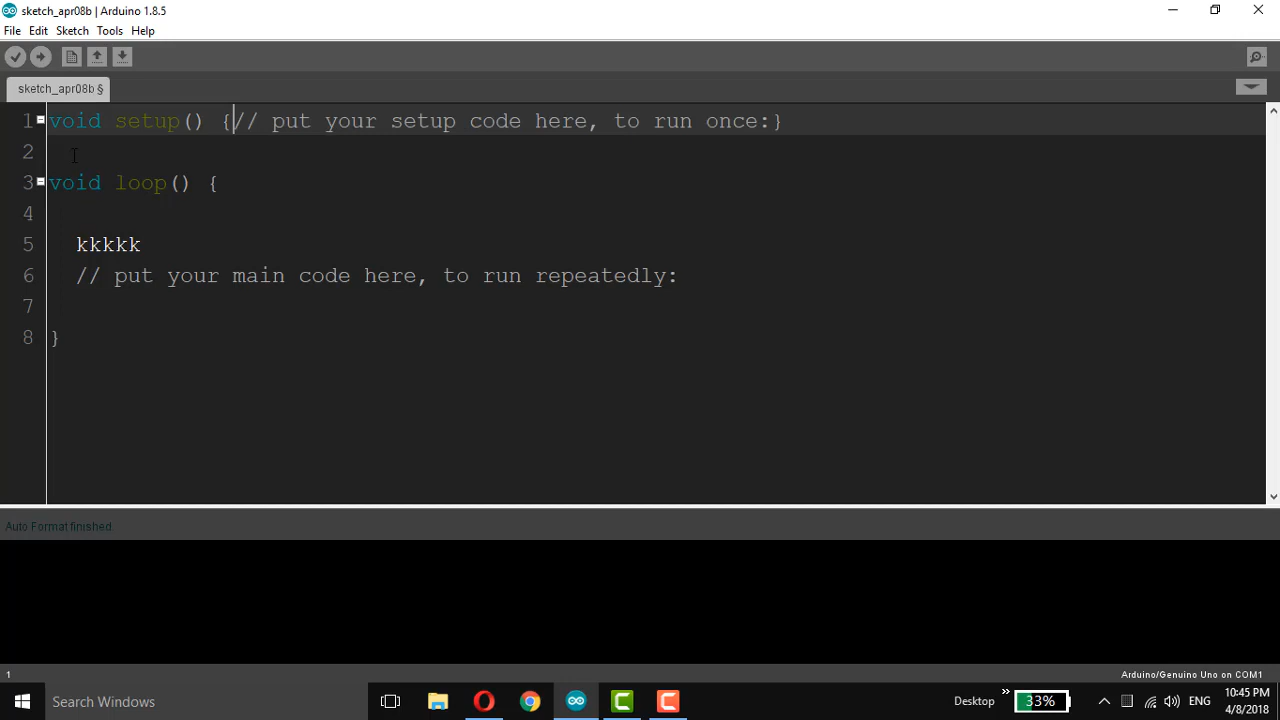 sketch_apr08b | Arduino 1.8.5
File Edit Sketch Tools Help
sketch_apr08b §
1 void setup() {// put your setup code here, to run once:}
2
3 void loop() {
4
5 kkkkk
6 // put your main code here, to run repeatedly:
7
8 }
Auto Format finished.
1 Arduino/Genuino Uno on COM1
Search Windows
Desktop » 33% ENG 10:45 PM
4/8/2018